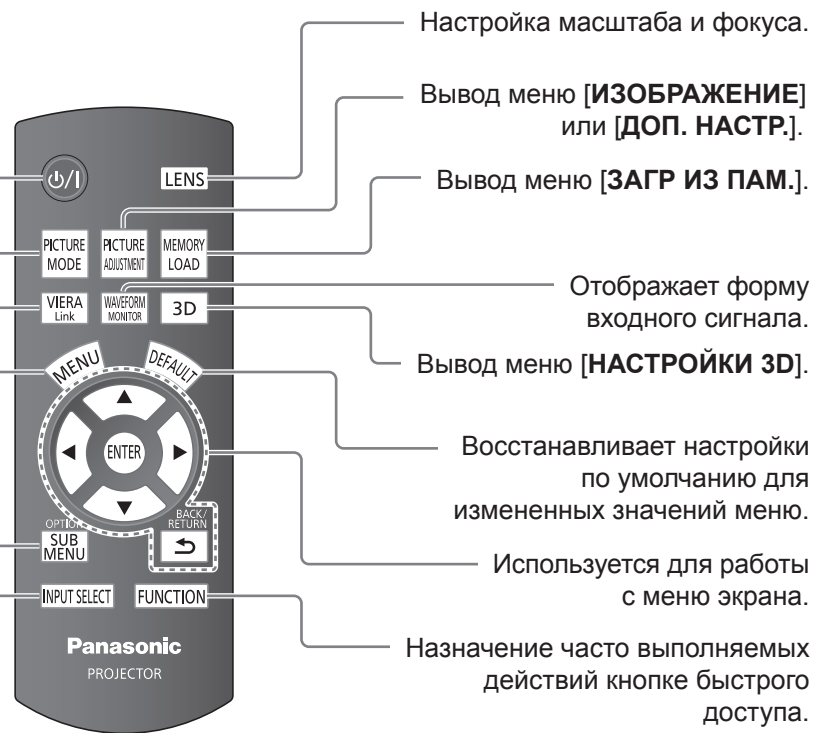 Настройка масштаба и фокуса.
Вывод меню [ИЗОБРАЖЕНИЕ]
или [ДОП. НАСТР.].
Вывод меню [ЗАГР ИЗ ПАМ.].
Отображает форму
входного сигнала.
Вывод меню [НАСТРОЙКИ 3D].
Восстанавливает настройки
по умолчанию для
измененных значений меню.
Используется для работы
с меню экрана.
Назначение часто выполняемых
действий кнопке быстрого
доступа.
LENS
PICTURE
MODE
PICTURE
ADJUSTMENT
MEMORY
LOAD
VIERA
Link
WAVEFORM
MONITOR
3D
MENU
DEFAULT
ENTER
OPTION
SUB
MENU
BACK/
RETURN
INPUT SELECT
FUNCTION
Panasonic
PROJECTOR